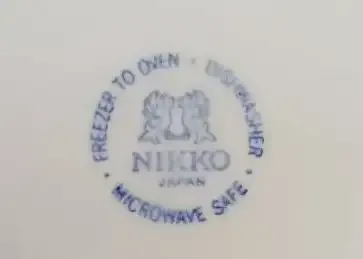 FREEZER TO OVEN · DISHWASHER · MICROWAVE SAFE ·
NIKKO
JAPAN